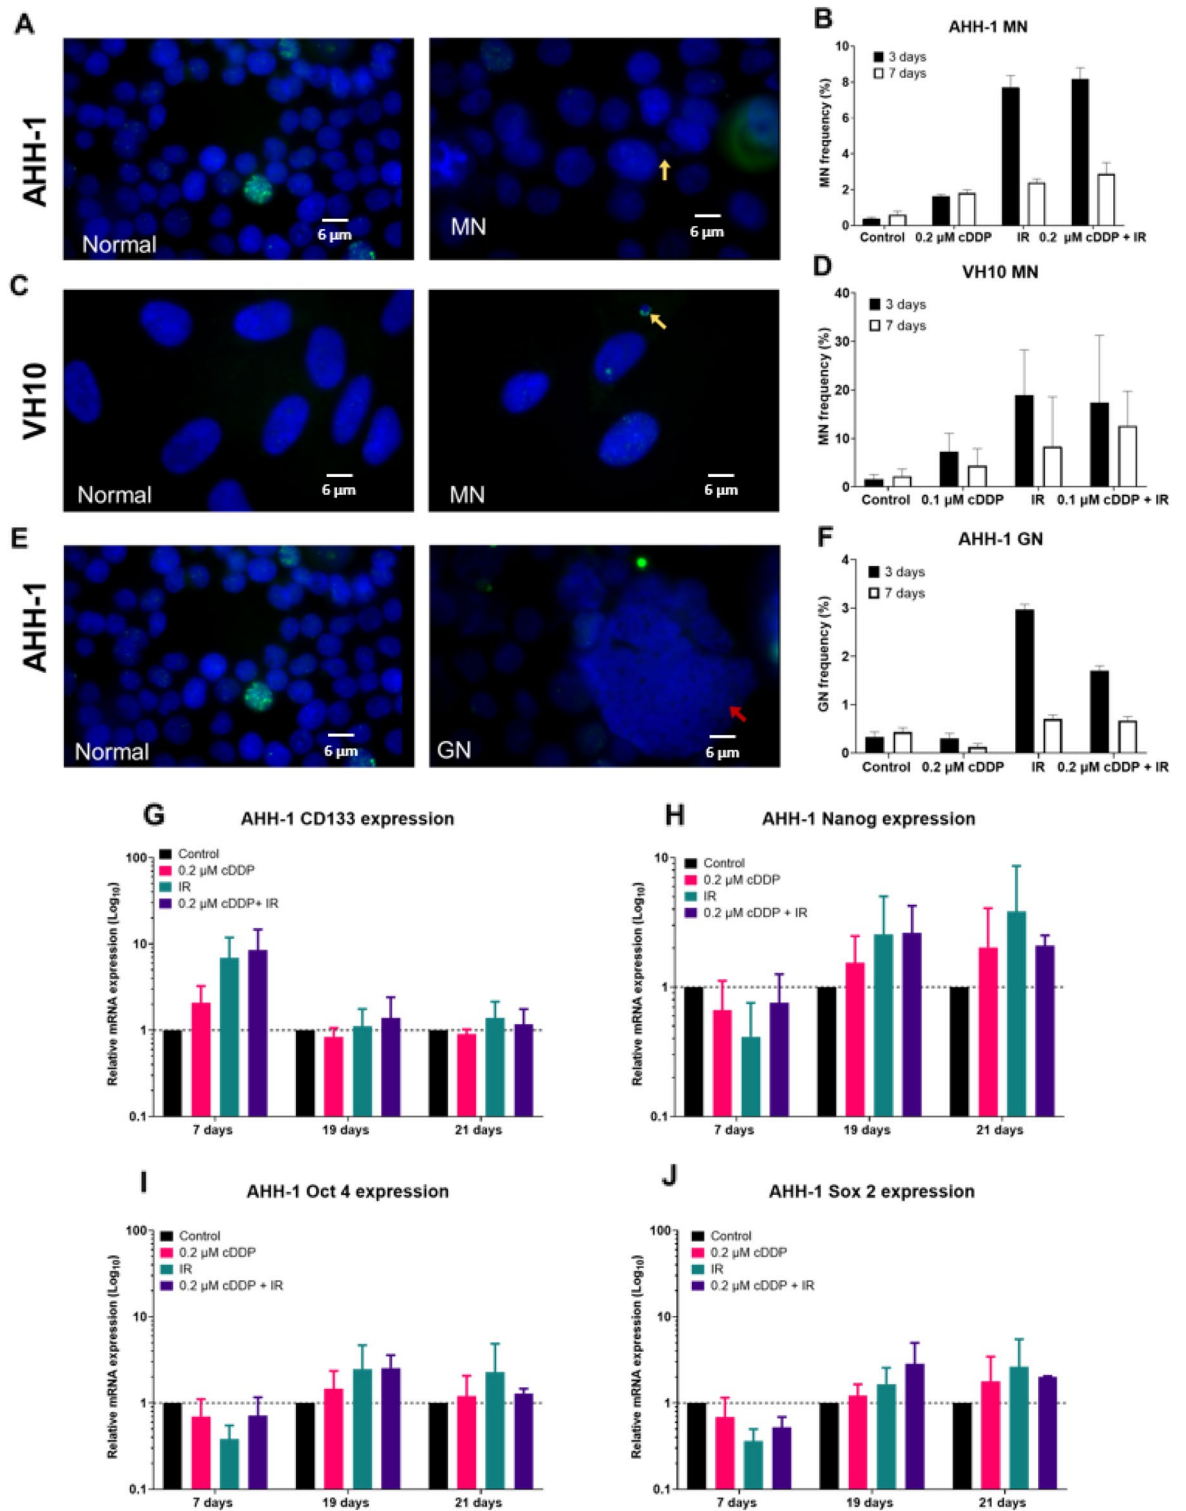 A
AHH-1
Normal
6 µm
MN
6 µm
B
AHH-1 MN
3 days
7 days
MN frequency (%)
10
8
6
4
2
0
Control 0.2 µM cDDP IR 0.2 µM cDDP + IR
C
VH10
Normal
6 µm
MN
6 µm
D
VH10 MN
3 days
7 days
MN frequency (%)
40
30
20
10
0
Control 0.1 µM cDDP IR 0.1 µM cDDP + IR
E
AHH-1
Normal
6 µm
GN
6 µm
F
AHH-1 GN
3 days
7 days
GN frequency (%)
4
3
2
1
0
Control 0.2 µM cDDP IR 0.2 µM cDDP + IR
G
AHH-1 CD133 expression
Control
0.2 µM cDDP
IR
0.2 µM cDDP+ IR
Relative mRNA expression (Log10)
100
10
1
0.1
7 days 19 days 21 days
H
AHH-1 Nanog expression
Control
0.2 µM cDDP
IR
0.2 µM cDDP + IR
Relative mRNA expression (Log10)
10
1
0.1
7 days 19 days 21 days
I
AHH-1 Oct 4 expression
Control
0.2 µM cDDP
IR
0.2 µM cDDP + IR
Relative mRNA expression (Log10)
100
10
1
0.1
7 days 19 days 21 days
J
AHH-1 Sox 2 expression
Control
0.2 µM cDDP
IR
0.2 µM cDDP + IR
Relative mRNA expression (Log10)
100
10
1
0.1
7 days 19 days 21 days